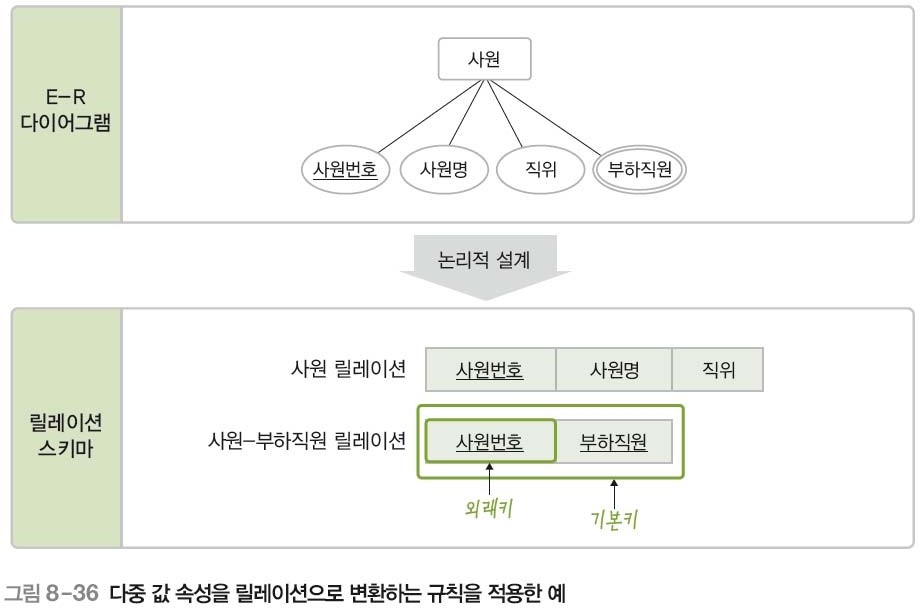 E-R
다이어그램
사원
사원번호 사원명 직위 부하직원
논리적 설계
릴레이션
스키마
사원 릴레이션 사원번호 사원명 직위
사원-부하직원 릴레이션 사원번호 부하직원
외래키 기본키
그림 8-36 다중 값 속성을 릴레이션으로 변환하는 규칙을 적용한 예